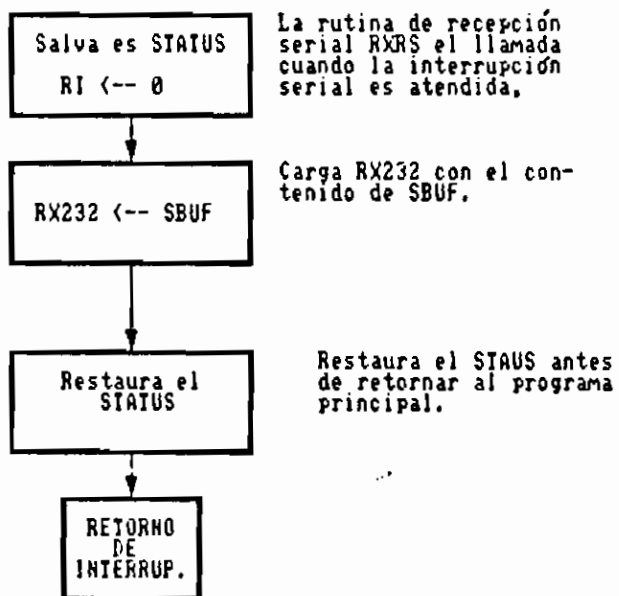 Salva es STATUS
RI <-- 0
La rutina de recepción
serial RXRS el llamada
cuando la interrupción
serial es atendida.
RX232 <-- SBUF
Carga RX232 con el con-
tenido de SBUF.
Restaura el
STATUS
Restaura el STAUS antes
de retornar al programa
principal.
RETORNO
DE
INTERRUP.